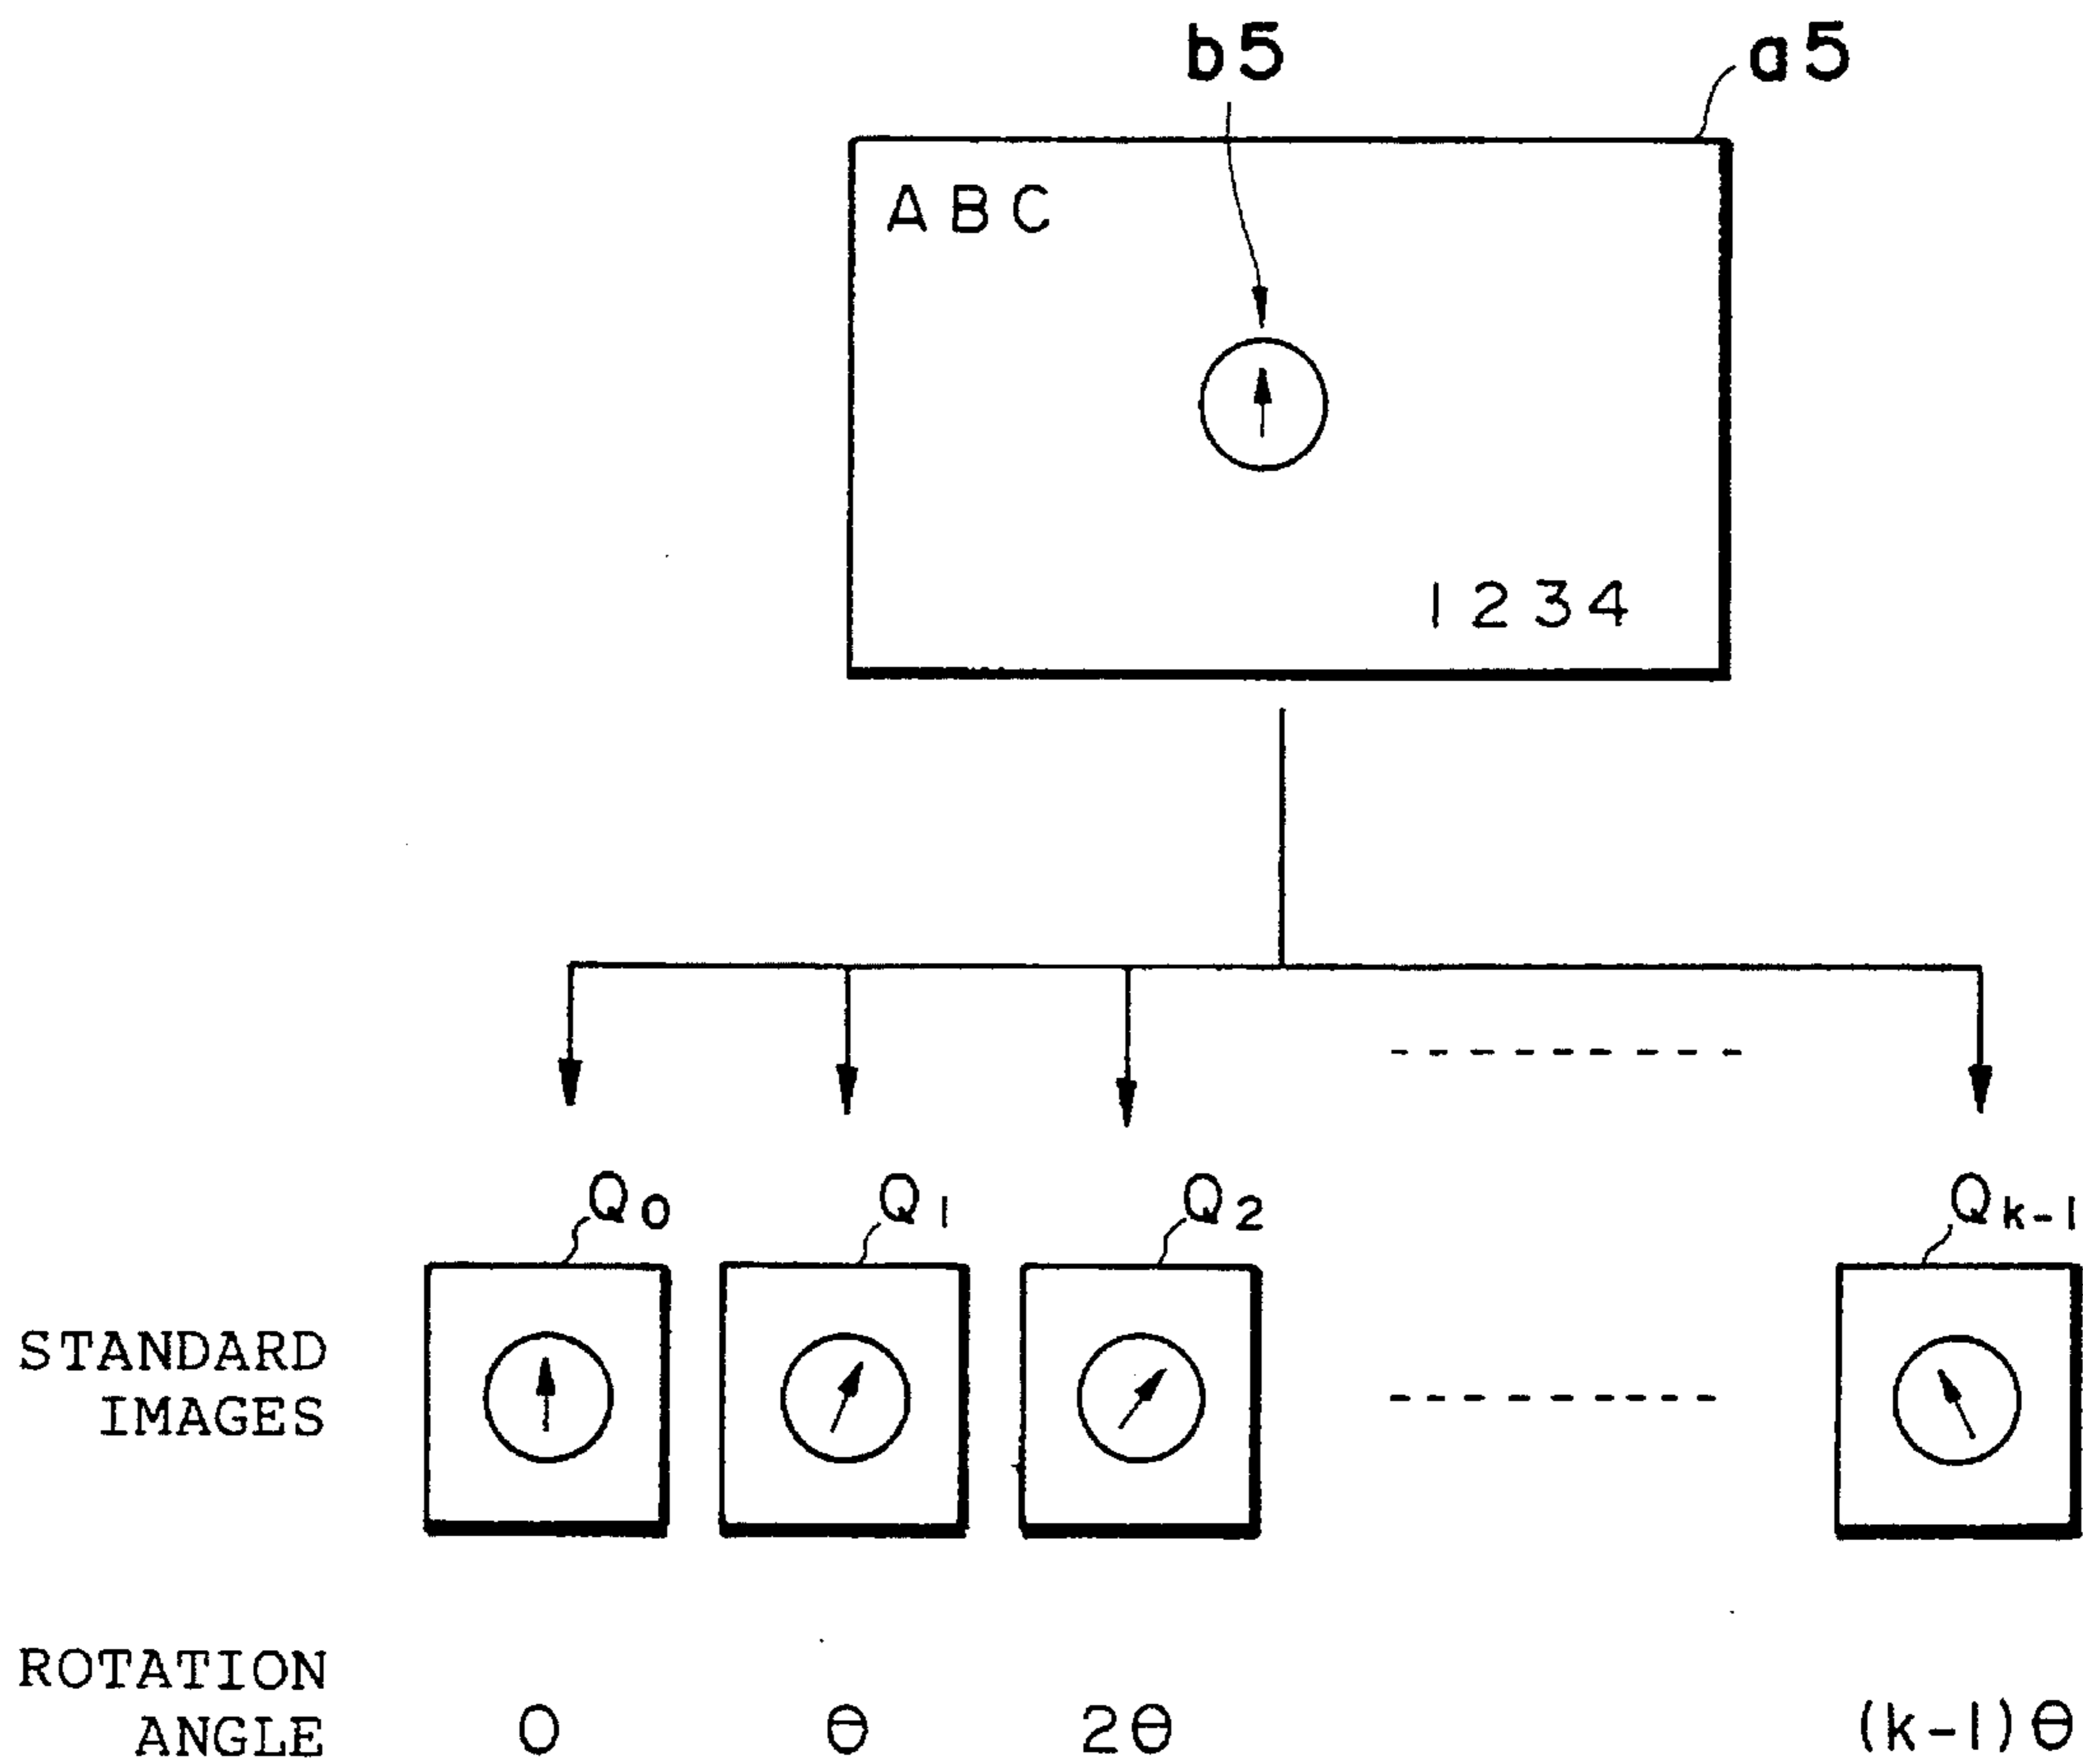 b5 a5
ABC
1234
Q0 Q1 Q2 Qk-1
STANDARD
IMAGES
ROTATION
ANGLE 0 θ 2θ (k-1)θ